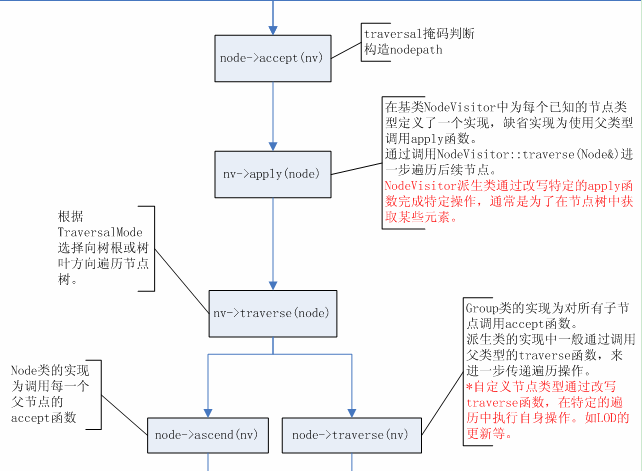 node->accept(nv)
traversal掩码判断
构造nodepath
在基类NodeVisitor中为每个已知的节点类
型定义了一个实现，缺省实现为使用父类型
调用apply函数。
通过调用NodeVisitor::traverse(Node&)进
一步遍历后续节点。
NodeVisitor派生类通过改写特定的apply函
数完成特定操作，通常是为了在节点树中获
取某些元素。
nv->apply(node)
根据
TraversalMode
选择向树根或树
叶方向遍历节点
树。
nv->traverse(node)
Group类的实现为对所有子节
点调用accept函数。
派生类的实现中一般通过调用
父类型的traverse函数，来
进一步传递遍历操作。
*自定义节点类型通过改写
traverse函数，在特定的遍
历中执行自身操作。如LOD的
更新等。
Node类的实现
为调用每一个
父节点的
accept函数
node->ascend(nv)
node->traverse(nv)